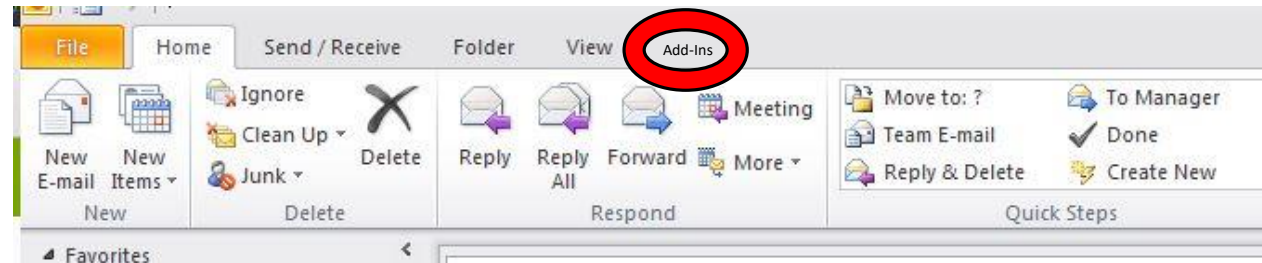 File Home Send / Receive Folder View Add-Ins
Ignore Meeting Move to: ? To Manager
Clean Up Team E-mail Done
New New Delete Reply Reply Forward More
E-mail Items Junk All Reply & Delete Create New
New Delete Respond Quick Steps
Favorites